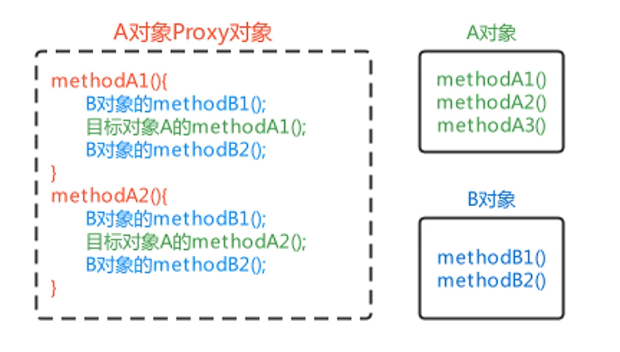 A对象Proxy对象
methodA1(){
B对象的methodB1();
目标对象A的methodA1();
B对象的methodB2();
}
methodA2(){
B对象的methodB1();
目标对象A的methodA2();
B对象的methodB2();
}
A对象
methodA1()
methodA2()
methodA3()
B对象
methodB1()
methodB2()